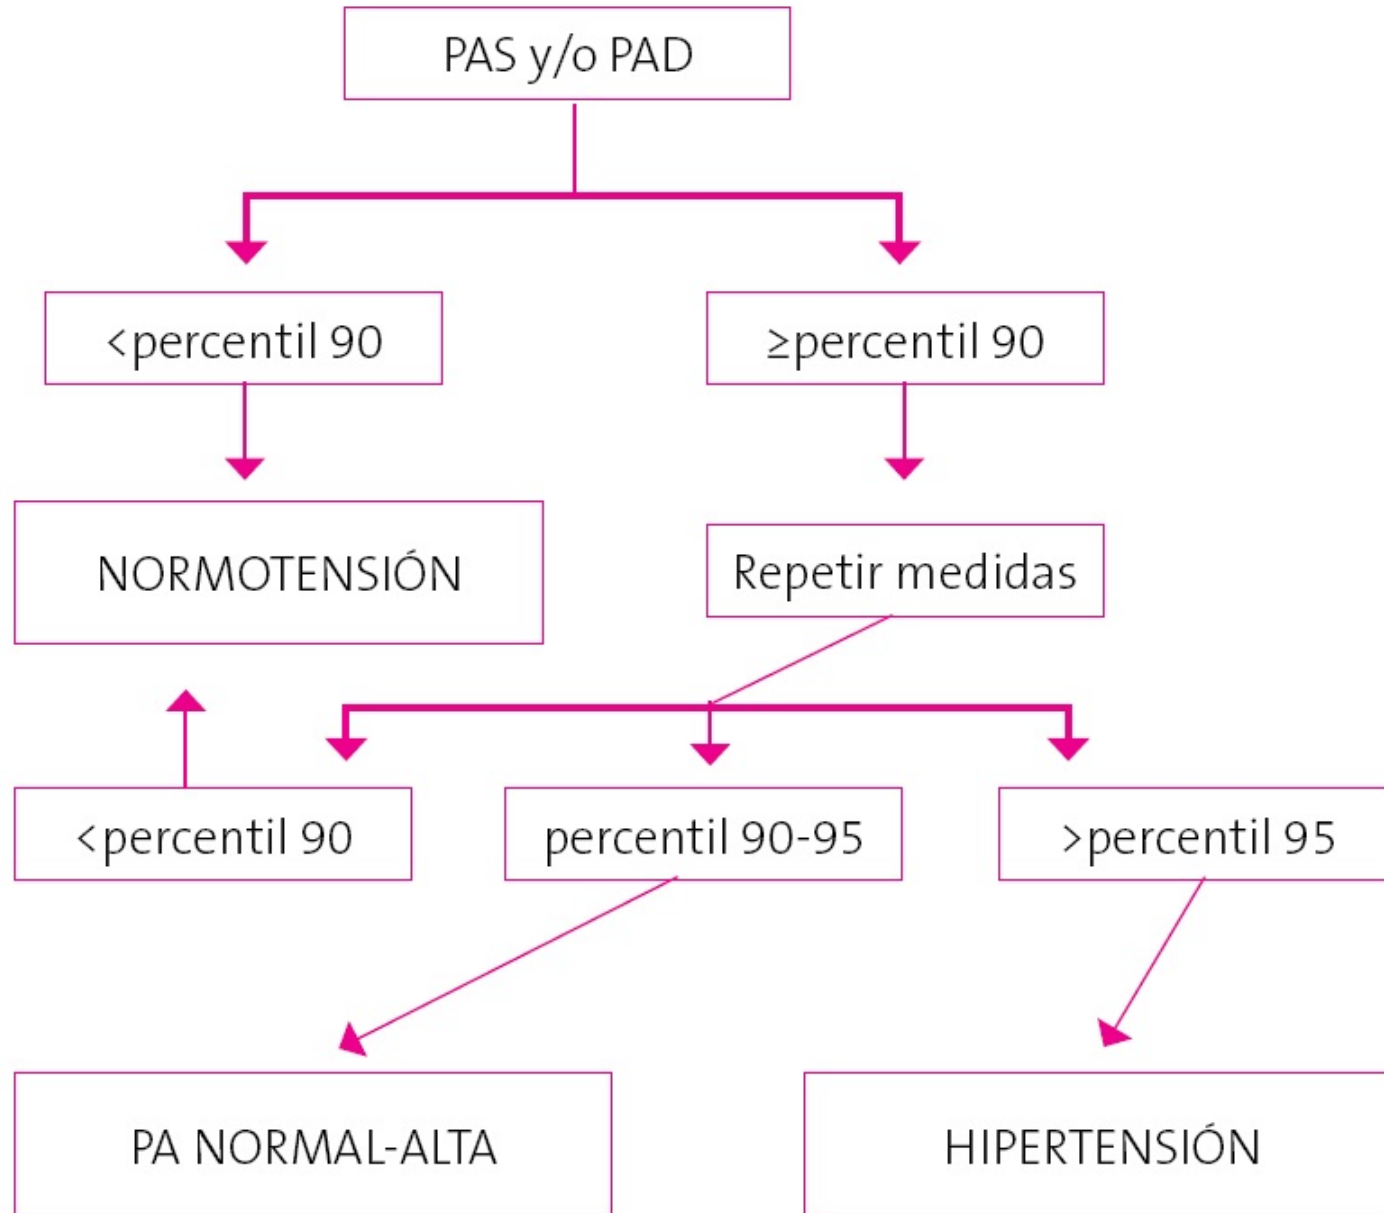 PAS y/o PAD
<percentil 90
≥percentil 90
NORMOTENSIÓN
Repetir medidas
<percentil 90
percentil 90-95
>percentil 95
PA NORMAL-ALTA
HIPERTENSIÓN